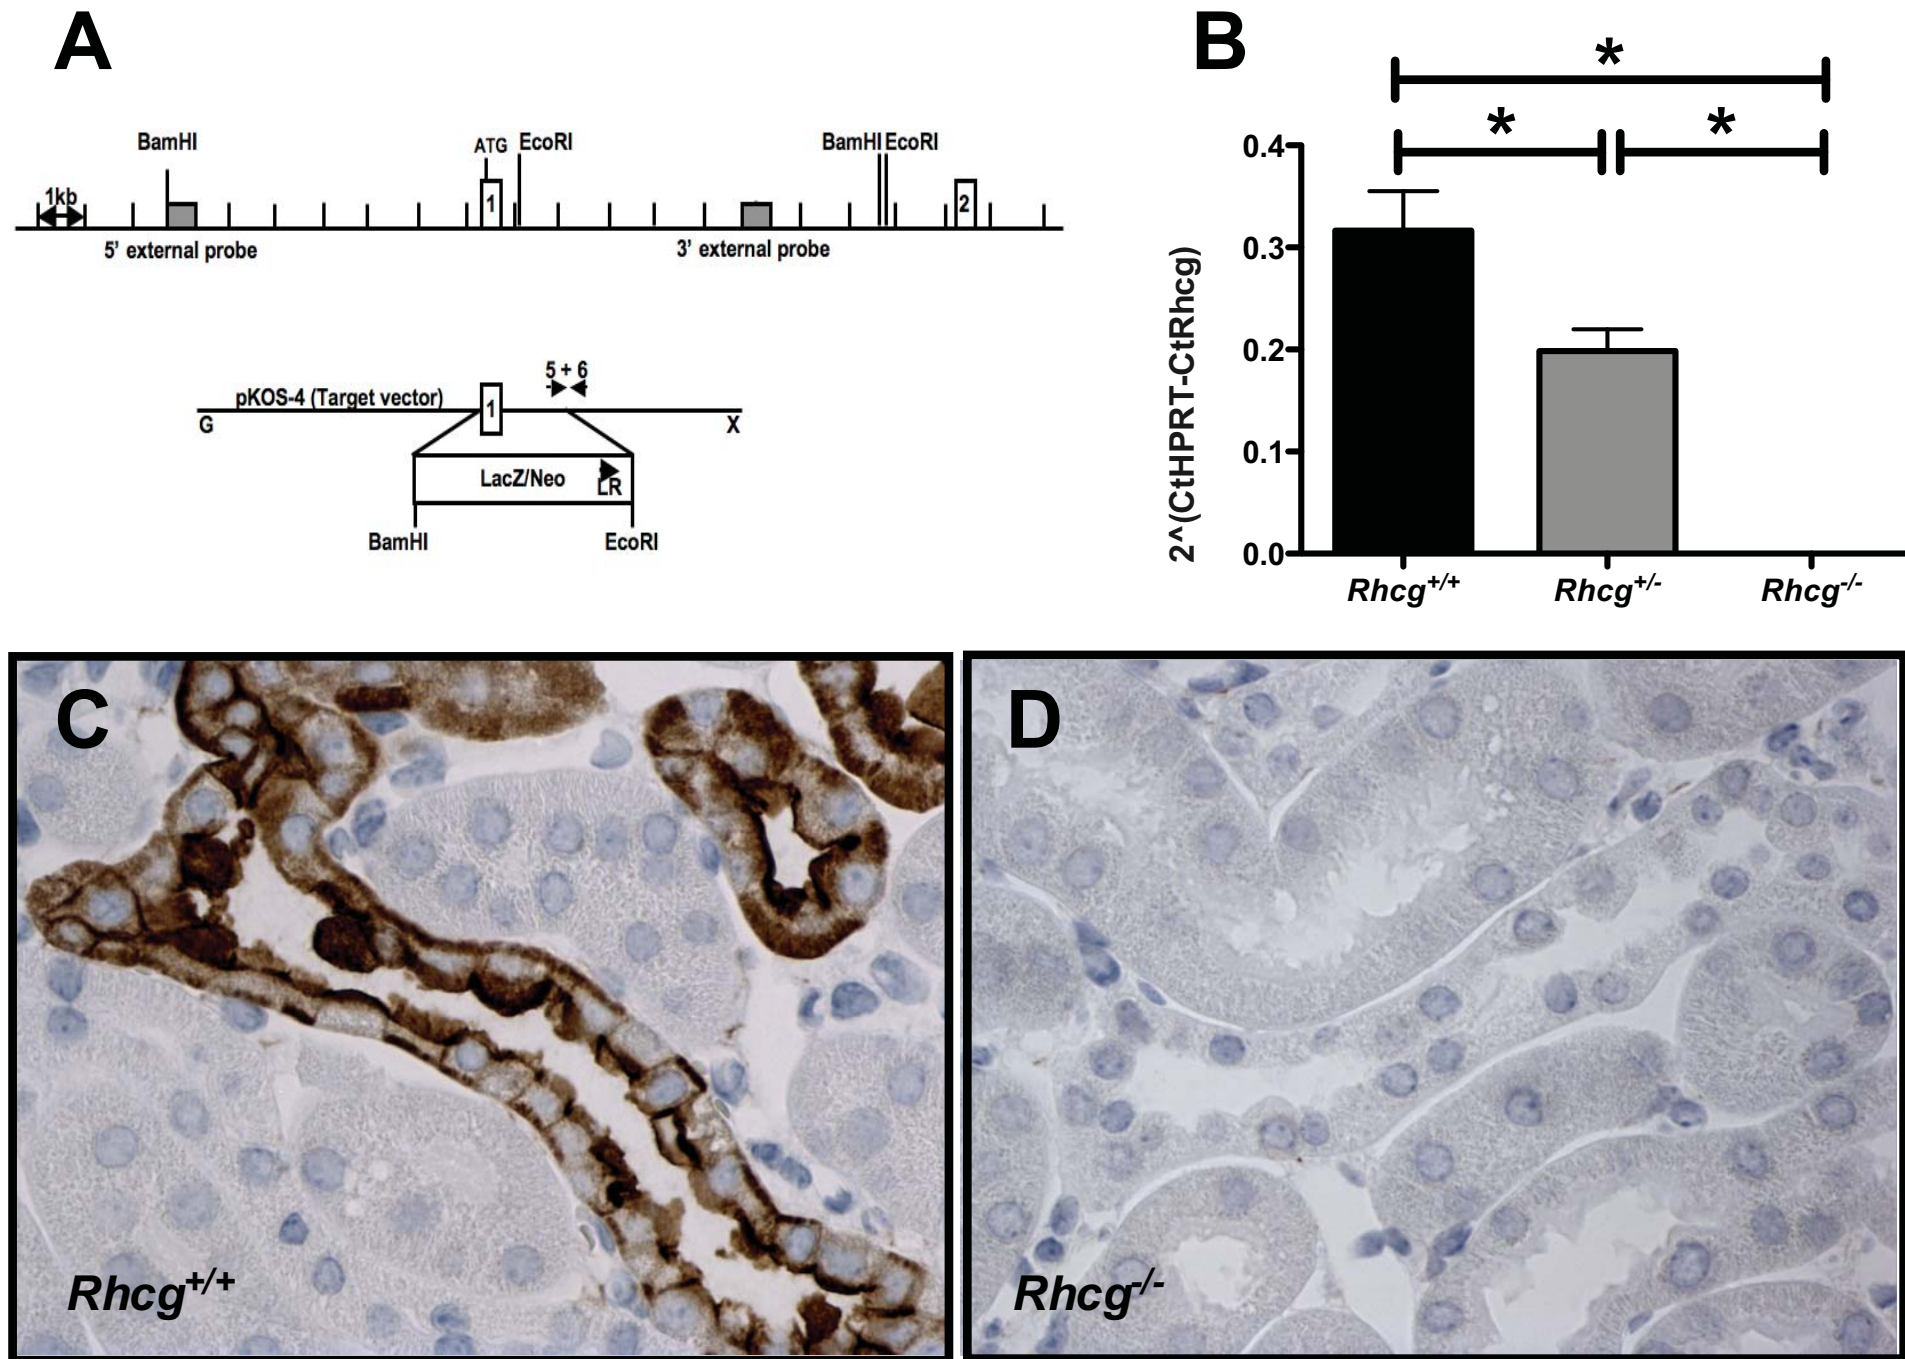 A
BamHI
ATG
EcoRI
BamHI
EcoRI
1kb
1
2
5’ external probe
3’ external probe
5 + 6
pKOS-4 (Target vector)
1
G
X
LacZ/Neo
LR
BamHI
EcoRI
B
*
*
*
2^(CtHPRT-CtRhcg)
0.4
0.3
0.2
0.1
0.0
Rhcg+/+
Rhcg+/-
Rhcg-/-
C
Rhcg+/+
D
Rhcg-/-